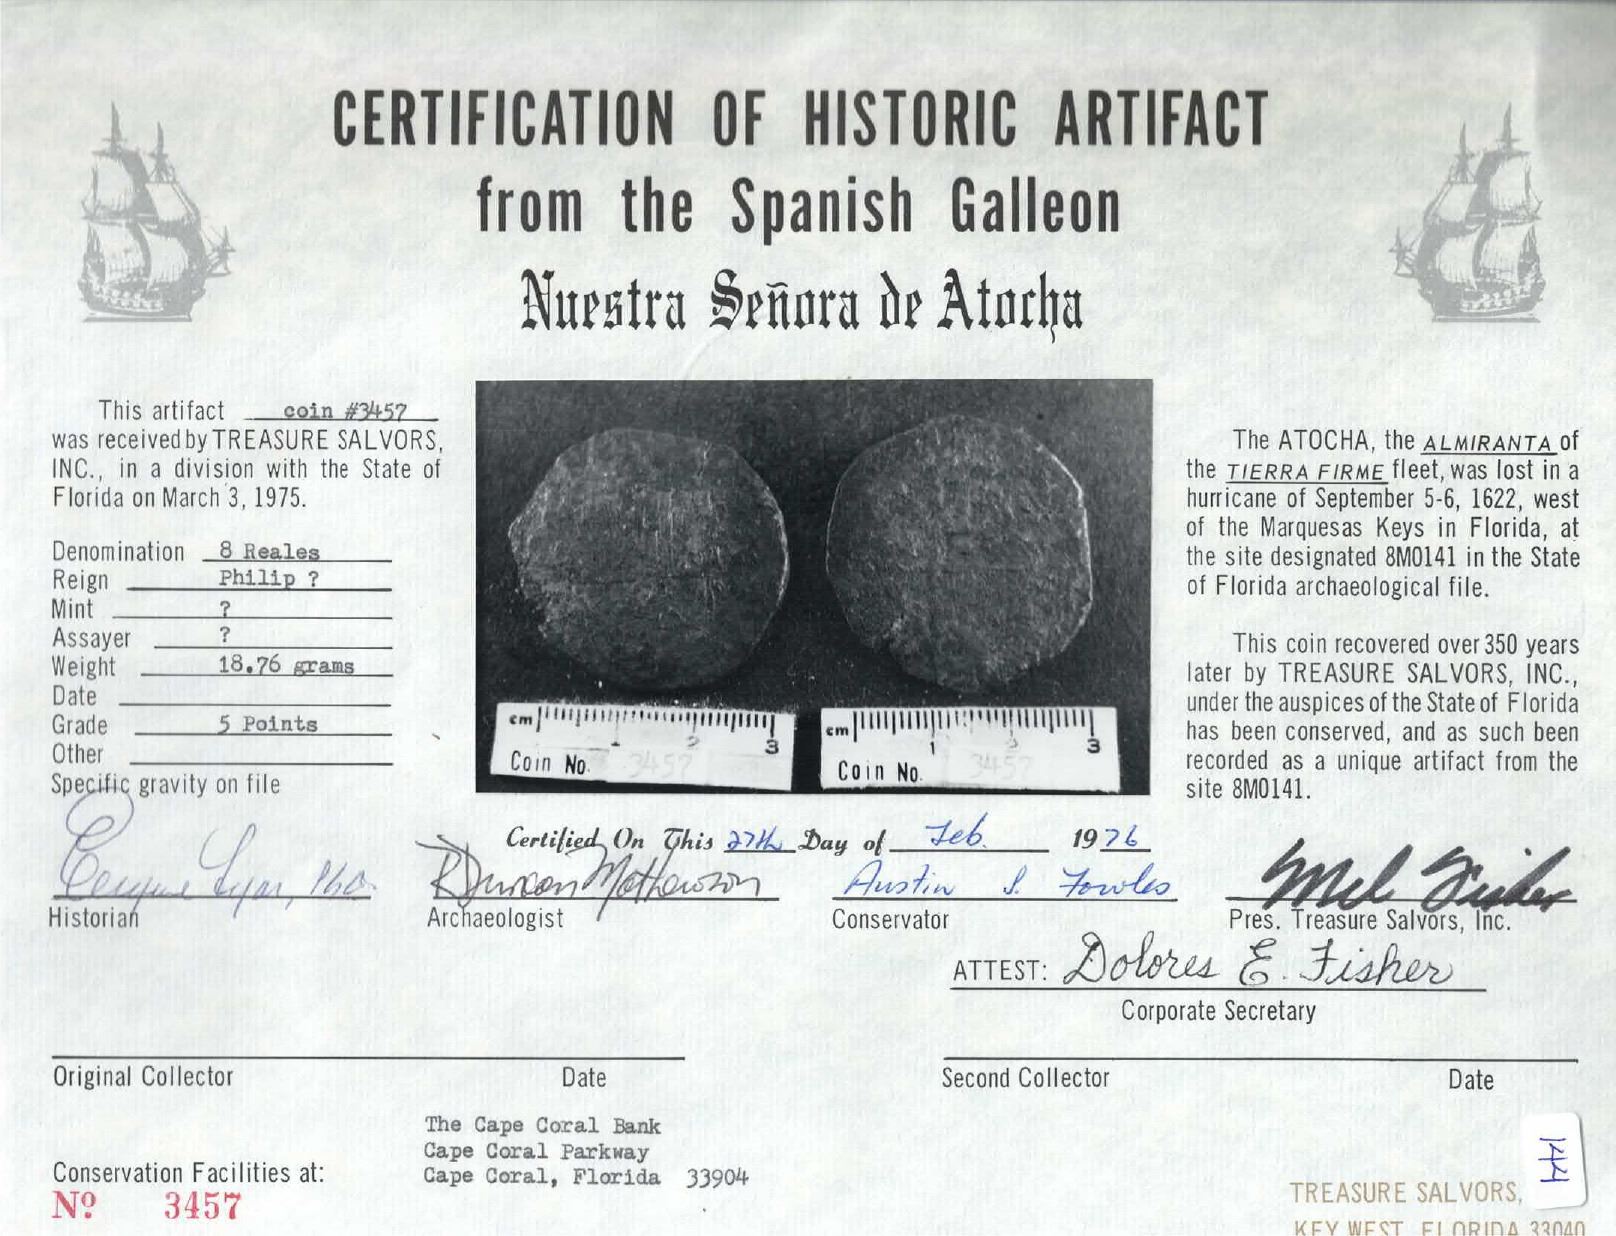 CERTIFICATION OF HISTORIC ARTIFACT
from the Spanish Galleon
Nuestra Señora de Atocha
This artifact coin #3457
was received by TREASURE SALVORS,
INC., in a division with the State of
Florida on March 3, 1975.
Denomination 8 Reales
Reign Philip ?
Mint ?
Assayer ?
Weight 18.76 grams
Date
Grade 5 Points
Other
Specific gravity on file
cm 1 2 3
Coin No. 3457
cm 1 2 3
Coin No. 3457
The ATOCHA, the ALMIRANTA of
the TIERRA FIRME fleet, was lost in a
hurricane of September 5-6, 1622, west
of the Marquesas Keys in Florida, at
the site designated 8MO141 in the State
of Florida archaeological file.
This coin recovered over 350 years
later by TREASURE SALVORS, INC.,
under the auspices of the State of Florida
has been conserved, and as such been
recorded as a unique artifact from the
site 8MO141.
Certified On This 27th Day of Feb. 1976
Eugene Lyon, PhD.
Historian
R Duncan Mathewson
Archaeologist
Austin S. Fowles
Conservator
Mel Fisher
Pres. Treasure Salvors, Inc.
ATTEST: Dolores E. Fisher
Corporate Secretary
Original Collector Date
Second Collector Date
The Cape Coral Bank
Cape Coral Parkway
Cape Coral, Florida 33904
Conservation Facilities at:
Nº 3457
144
TREASURE SALVORS,
KEY WEST, FLORIDA 33040